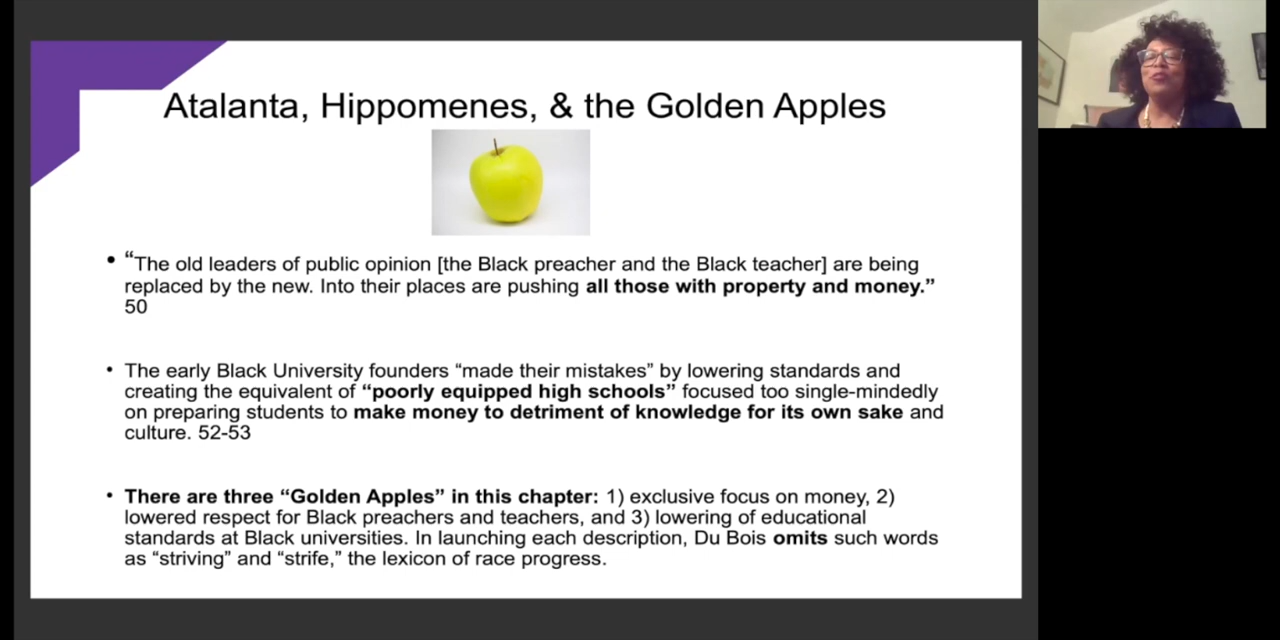 Atalanta, Hippomenes, & the Golden Apples
• “The old leaders of public opinion [the Black preacher and the Black teacher] are being
replaced by the new. Into their places are pushing all those with property and money.”
50
• The early Black University founders “made their mistakes” by lowering standards and
creating the equivalent of “poorly equipped high schools” focused too single-mindedly
on preparing students to make money to detriment of knowledge for its own sake and
culture. 52-53
• There are three “Golden Apples” in this chapter: 1) exclusive focus on money, 2)
lowered respect for Black preachers and teachers, and 3) lowering of educational
standards at Black universities. In launching each description, Du Bois omits such words
as “striving” and “strife,” the lexicon of race progress.